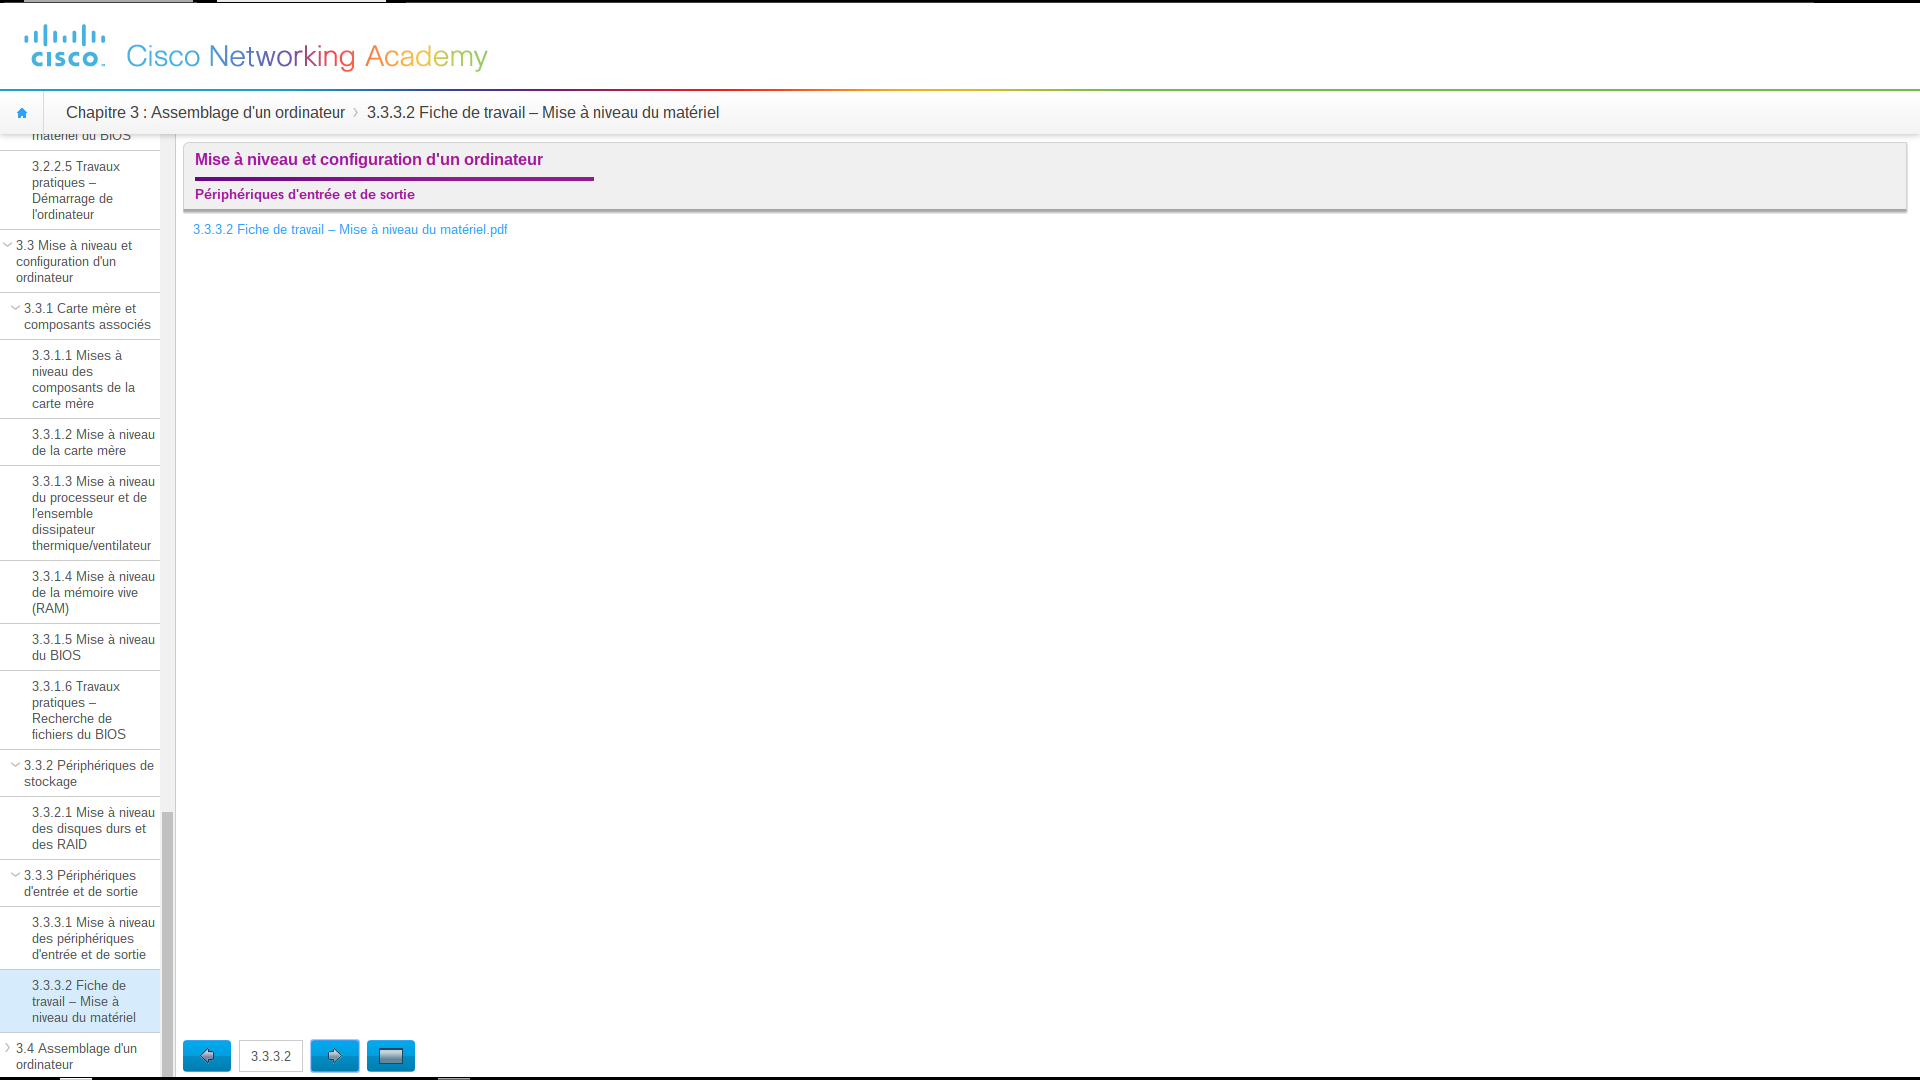 cisco
Cisco Networking Academy
Chapitre 3 : Assemblage d'un ordinateur
3.3.3.2 Fiche de travail – Mise à niveau du matériel
matériel du BIOS
3.2.2.5 Travaux
pratiques –
Démarrage de
l'ordinateur
3.3 Mise à niveau et
configuration d'un
ordinateur
3.3.1 Carte mère et
composants associés
3.3.1.1 Mises à
niveau des
composants de la
carte mère
3.3.1.2 Mise à niveau
de la carte mère
3.3.1.3 Mise à niveau
du processeur et de
l'ensemble
dissipateur
thermique/ventilateur
3.3.1.4 Mise à niveau
de la mémoire vive
(RAM)
3.3.1.5 Mise à niveau
du BIOS
3.3.1.6 Travaux
pratiques –
Recherche de
fichiers du BIOS
3.3.2 Périphériques de
stockage
3.3.2.1 Mise à niveau
des disques durs et
des RAID
3.3.3 Périphériques
d'entrée et de sortie
3.3.3.1 Mise à niveau
des périphériques
d'entrée et de sortie
3.3.3.2 Fiche de
travail – Mise à
niveau du matériel
3.4 Assemblage d'un
ordinateur
Mise à niveau et configuration d'un ordinateur
Périphériques d'entrée et de sortie
3.3.3.2 Fiche de travail – Mise à niveau du matériel.pdf
3.3.3.2